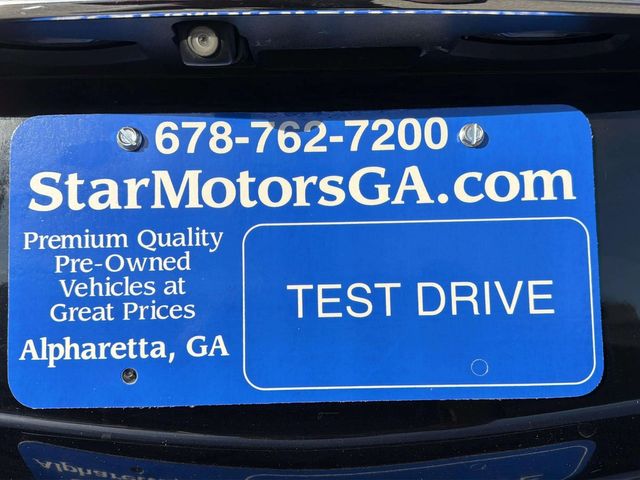 678-762-7200
StarMotorsGA.com
Premium Quality
Pre-Owned
Vehicles at
Great Prices
Alpharetta, GA
TEST DRIVE